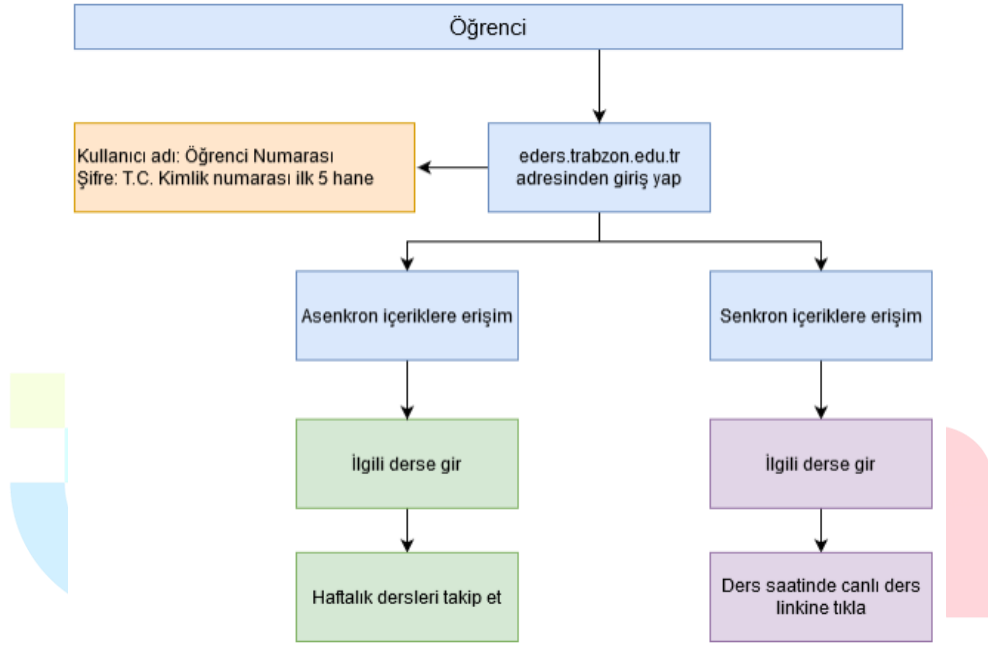 Öğrenci
Kullanıcı adı: Öğrenci Numarası
Şifre: T.C. Kimlik numarası ilk 5 hane
eders.trabzon.edu.tr
adresinden giriş yap
Asenkron içeriklere erişim
Senkron içeriklere erişim
İlgili derse gir
İlgili derse gir
Haftalık dersleri takip et
Ders saatinde canlı ders
linkine tıkla